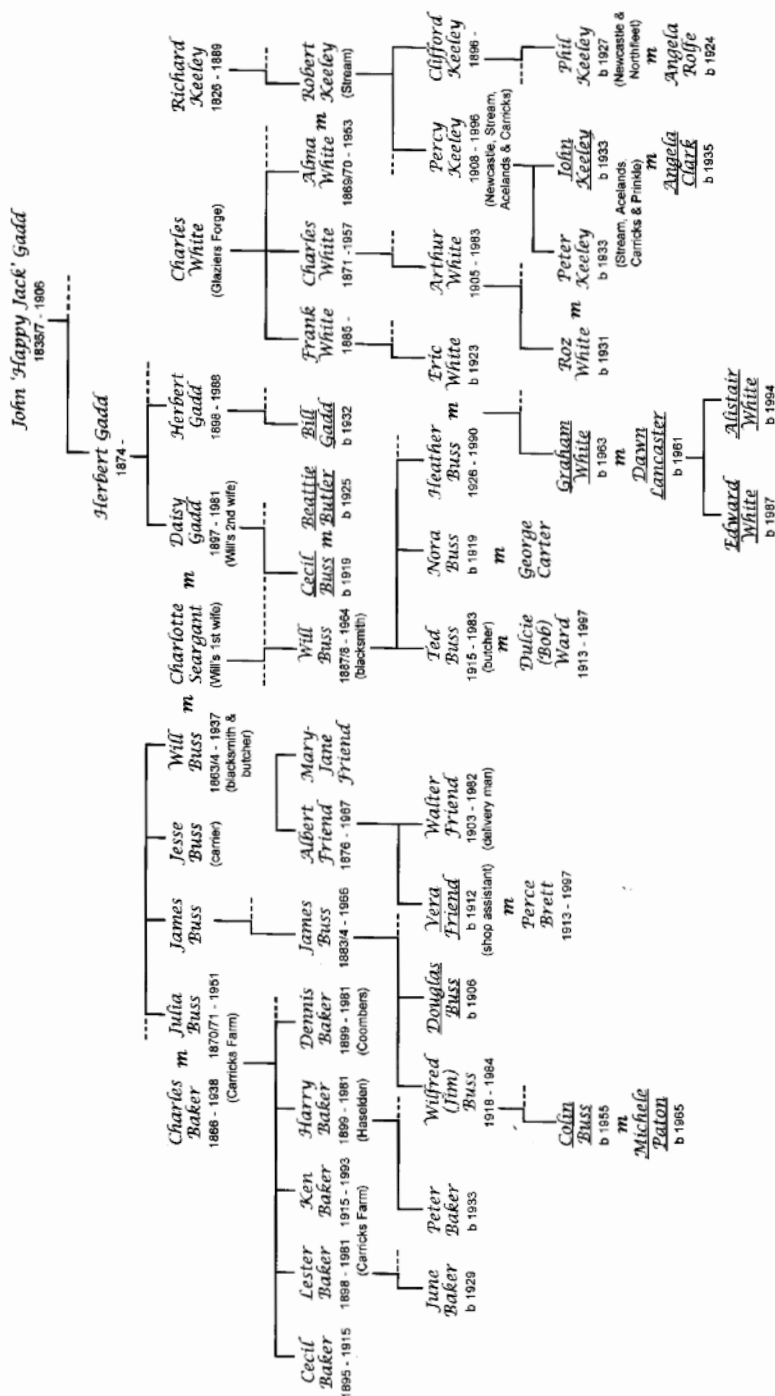 John 'Happy Jack' Gadd
1835/7 - 1906
Herbert Gadd
1874 -
Charles
Baker
1866 - 1938
m
Julia
Buss
1870/71 - 1951
(Carricks Farm)
James
Buss
Jesse
Buss
(carrier)
Will
Buss
1863/4 - 1937
(blacksmith &
butcher)
m
Charlotte
Seargant
(Will's 1st wife)
m
Daisy
Gadd
1897 - 1981
(Will's 2nd wife)
Herbert
Gadd
1898 - 1988
Charles
White
(Glaziers Forge)
Richard
Keeley
1826 - 1889
Cecil
Baker
1895 - 1915
Lester
Baker
1898 - 1981
Ken
Baker
1915 - 1993
(Carricks Farm)
Harry
Baker
1899 - 1981
(Haselden)
Dennis
Baker
1899 - 1981
(Coombers)
James
Buss
1883/4 - 1966
Albert
Friend
1876 - 1967
Mary-
Jane
Friend
Will
Buss
1887/8 - 1964
(blacksmith)
Cecil
Buss
b 1919
m
Beattie
Butler
b 1925
Bill
Gadd
b 1932
Frank
White
1885 -
Charles
White
1871 - 1957
Alma
White
1869/70 - 1953
m
Robert
Keeley
(Stream)
June
Baker
b 1929
Peter
Baker
b 1933
Wilfred
(Jim)
Buss
1918 - 1984
Douglas
Buss
b 1906
Vera
Friend
b 1912
(shop assistant)
m
Perce
Brett
1913 - 1997
Walter
Friend
1903 - 1982
(delivery man)
Ted
Buss
1915 - 1983
(butcher)
m
Dulcie
(Bob)
Ward
1913 - 1997
Nora
Buss
b 1919
m
George
Carter
Heather
Buss
1926 - 1990
m
Eric
White
b 1923
Arthur
White
1905 - 1983
Percy
Keeley
1908 - 1996
(Newcastle, Stream,
Acelands & Carricks)
Clifford
Keeley
1896 -
Colin
Buss
b 1955
m
Michele
Paton
b 1965
Graham
White
b 1963
m
Dawn
Lancaster
b 1961
Roz
White
b 1931
m
Peter
Keeley
b 1933
(Stream, Acelands,
Carricks & Prinkle)
John
Keeley
b 1933
m
Angela
Clark
b 1935
Phil
Keeley
b 1927
(Newcastle &
Northfleet)
m
Angela
Rolfe
b 1924
Edward
White
b 1987
Alistair
White
b 1994